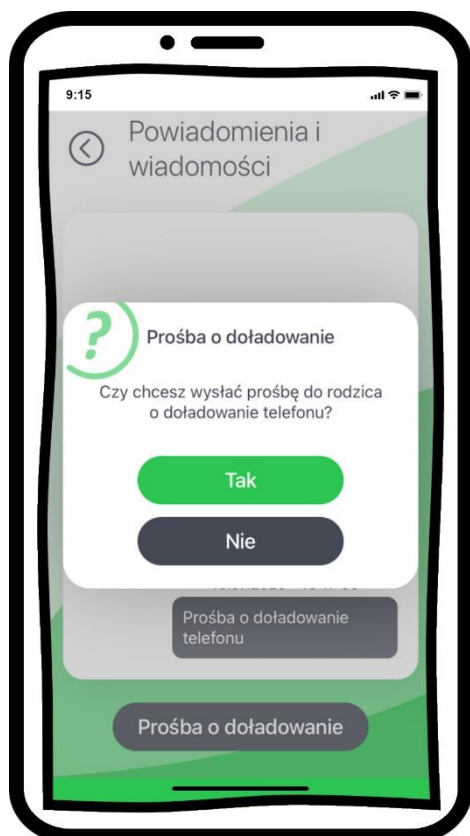 9:15
Powiadomienia i
wiadomości
?
Prośba o doładowanie
Czy chcesz wysłać prośbę do rodzica
o doładowanie telefonu?
Tak
Nie
Prośba o doładowanie
telefonu
Prośba o doładowanie